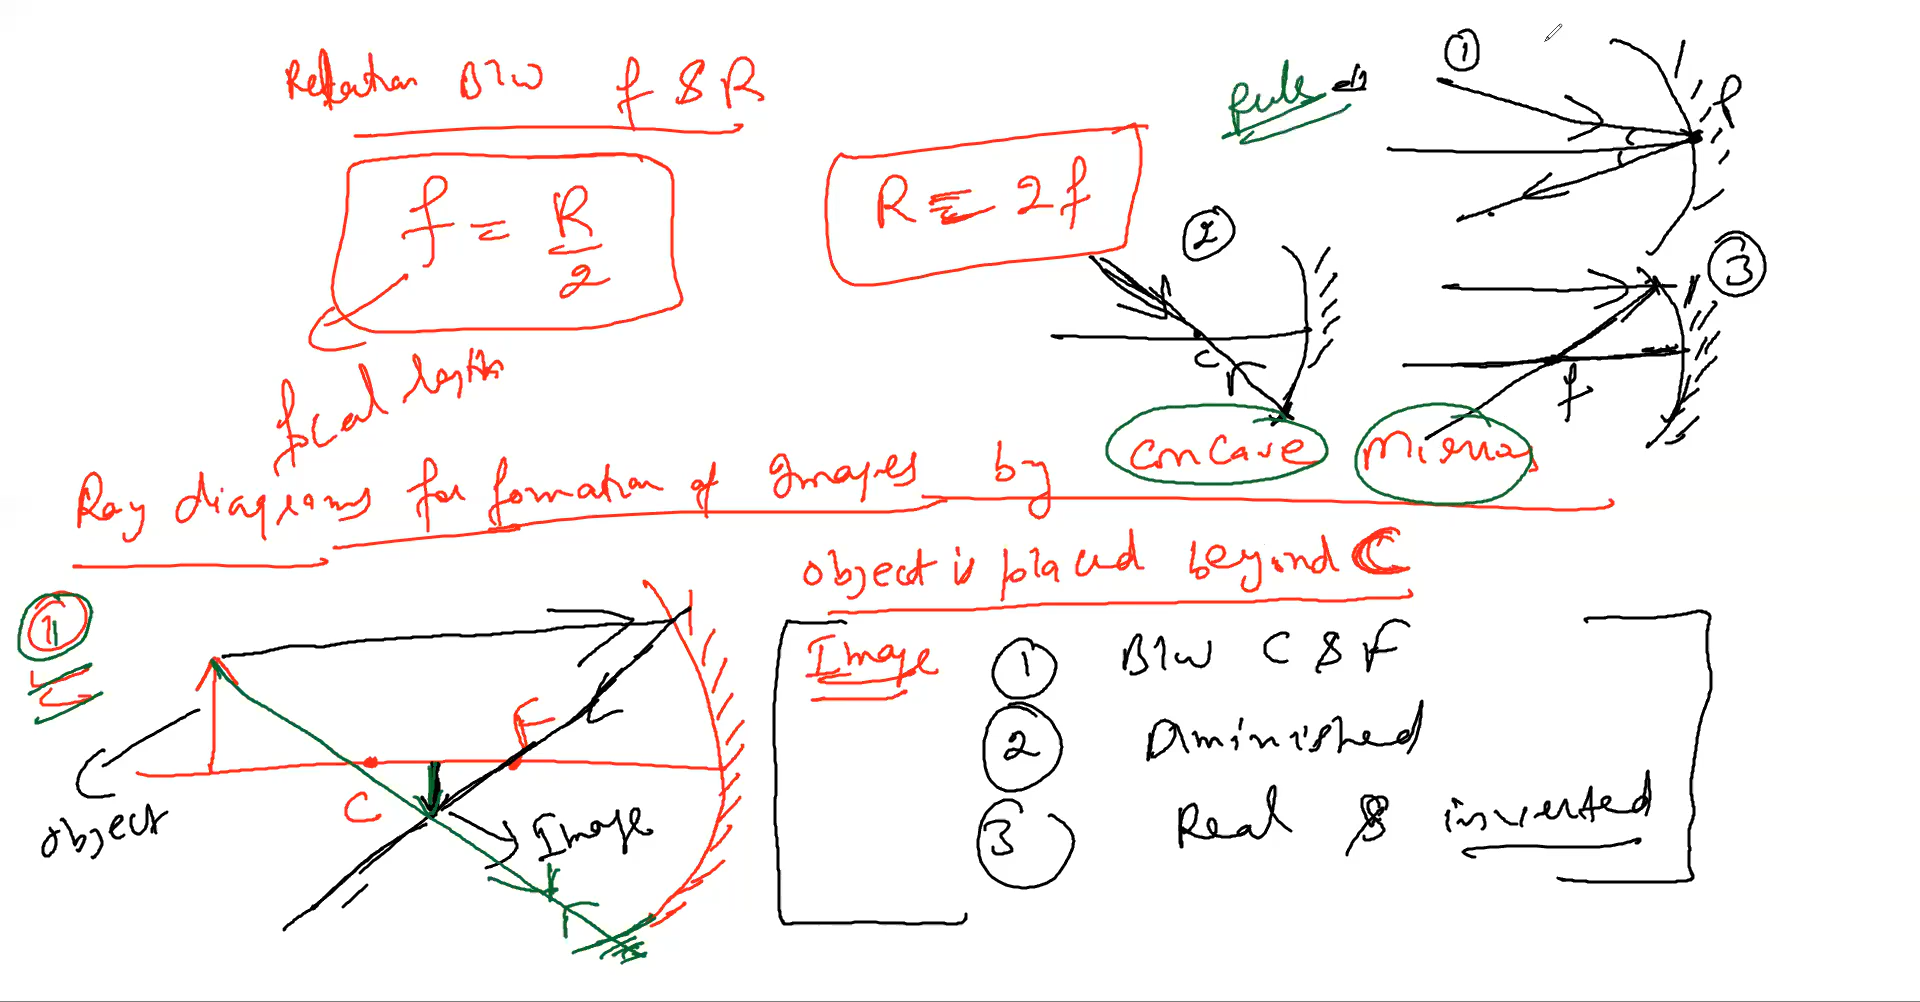 Relation B/w f & R
f = R/2
R = 2f
focal length
Rules
1
P
2
C
3
f
Ray diagrams for formation of Images by concave mirror
1
object is placed beyond C
F
C
object
Image
Image
1 B/w C & F
2 Diminished
3 Real & inverted